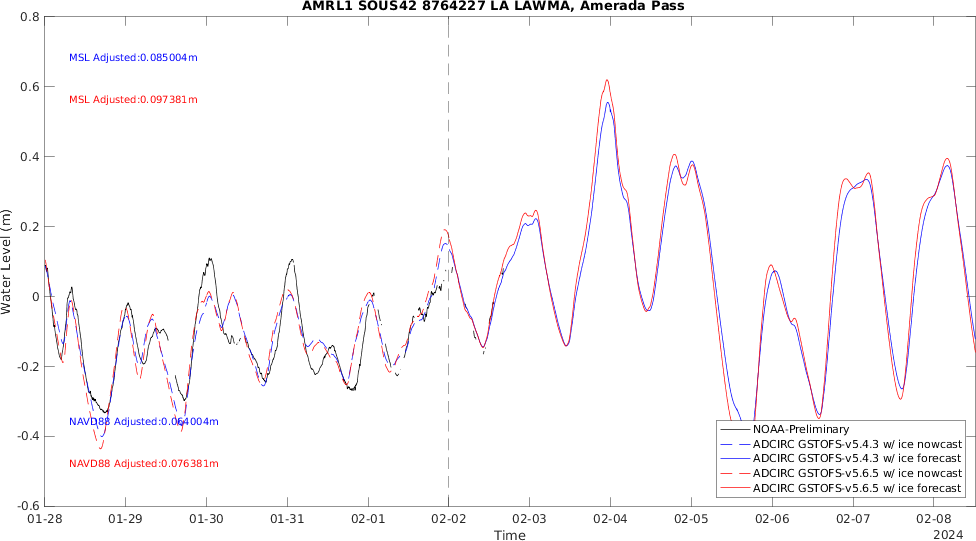 AMRL1 SOUS42 8764227 LA LAWMA, Amerada Pass
0.8
0.6
0.4
0.2
0
-0.2
-0.4
-0.6
Water Level (m)
MSL Adjusted:0.085004m
MSL Adjusted:0.097381m
NAVD88 Adjusted:0.064004m
NAVD88 Adjusted:0.076381m
NOAA-Preliminary
ADCIRC GSTOFS-v5.4.3 w/ ice nowcast
ADCIRC GSTOFS-v5.4.3 w/ ice forecast
ADCIRC GSTOFS-v5.6.5 w/ ice nowcast
ADCIRC GSTOFS-v5.6.5 w/ ice forecast
01-28 01-29 01-30 01-31 02-01 02-02 02-03 02-04 02-05 02-06 02-07 02-08
Time
2024